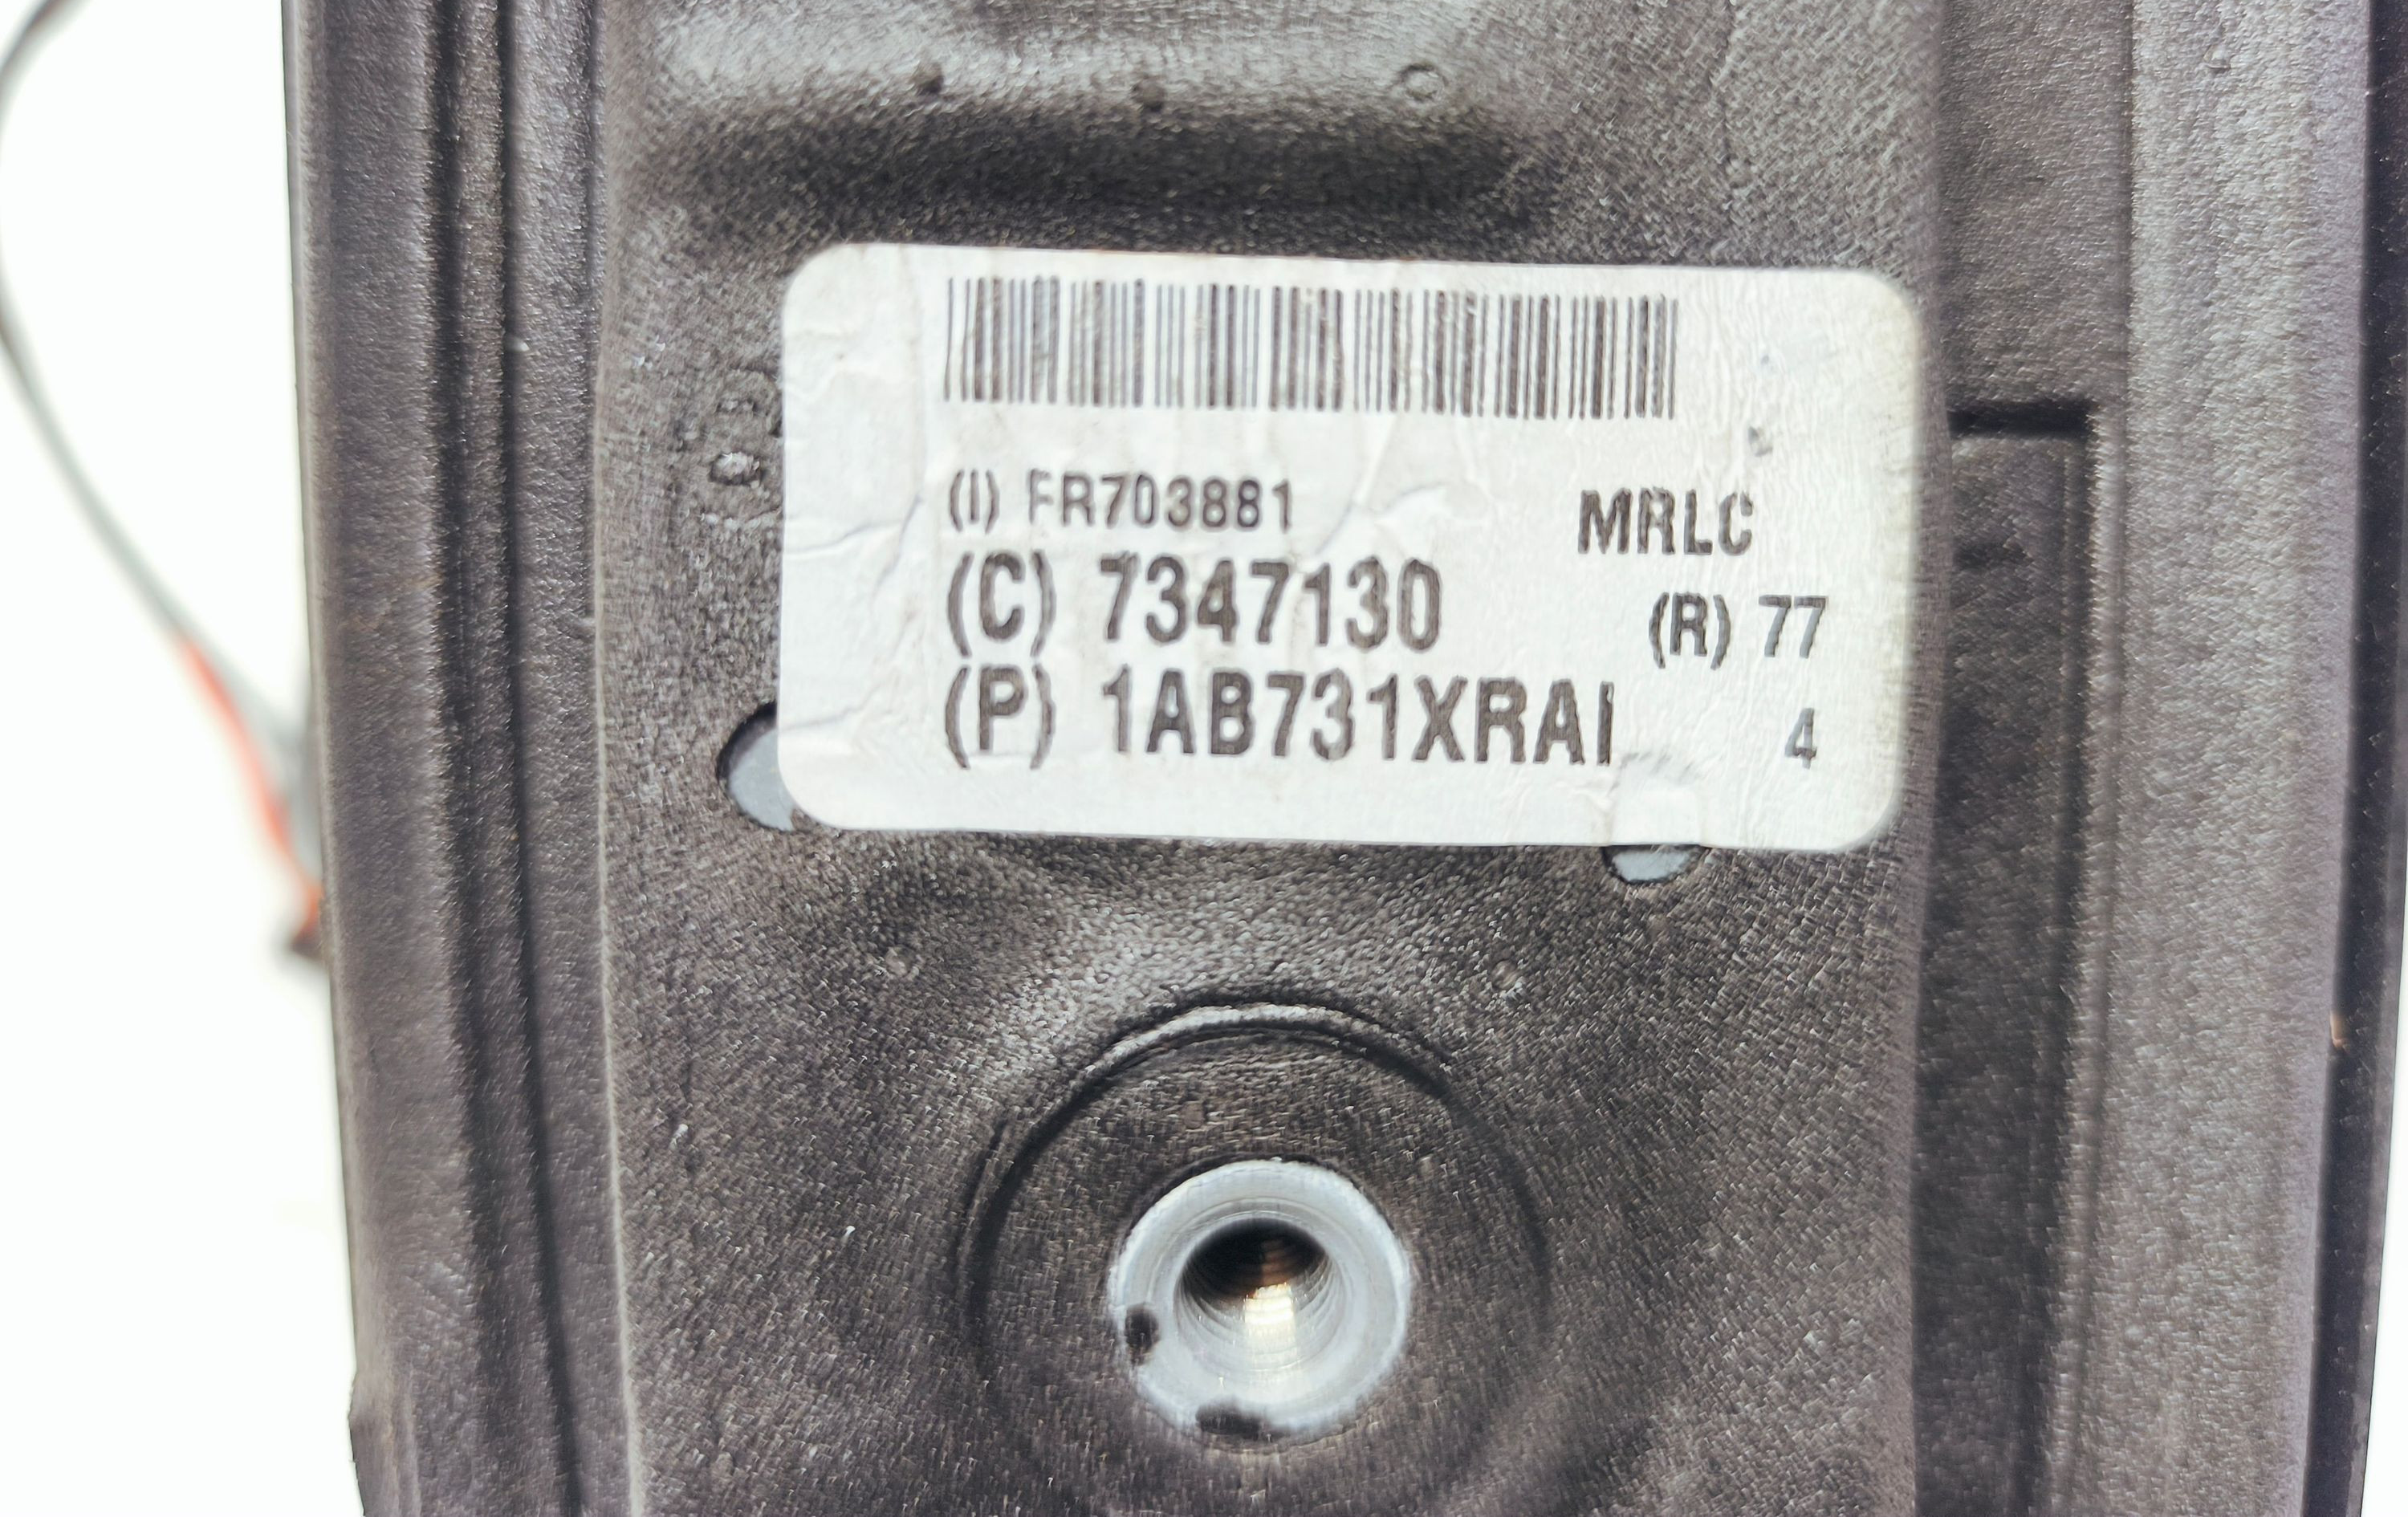 (I) FR703881 MRLC
(C) 7347130 (R) 77
(P) 1AB731XRAI 4